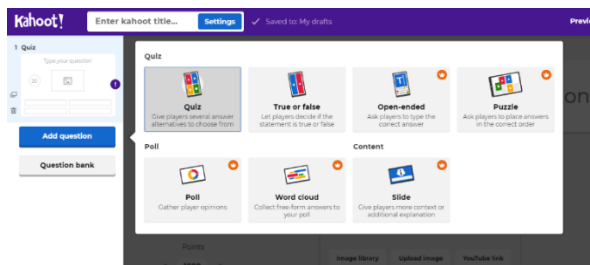 Kahoot!
Enter kahoot title...
Settings
Saved to: My drafts
Previ
1 Quiz
Type your question
20
Add question
Question bank
Quiz
Quiz
Give players several answer
alternatives to choose from
True or false
Let players decide if the
statement is true or false
Open-ended
Ask players to type the
correct answer
Puzzle
Ask players to place answers
in the correct order
Poll
Content
Poll
Gather player opinions
Word cloud
Collect free-form answers to
your poll
Slide
Give players more context or
additional explanation
on
Points
1000
Image library
Upload image
YouTube link